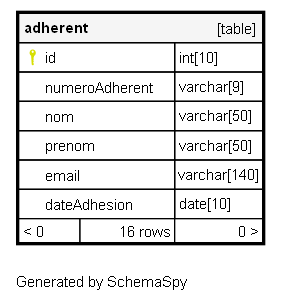 adherent [table]
id int[10]
numeroAdherent varchar[9]
nom varchar[50]
prenom varchar[50]
email varchar[140]
dateAdhesion date[10]
< 0 16 rows 0 >
Generated by SchemaSpy